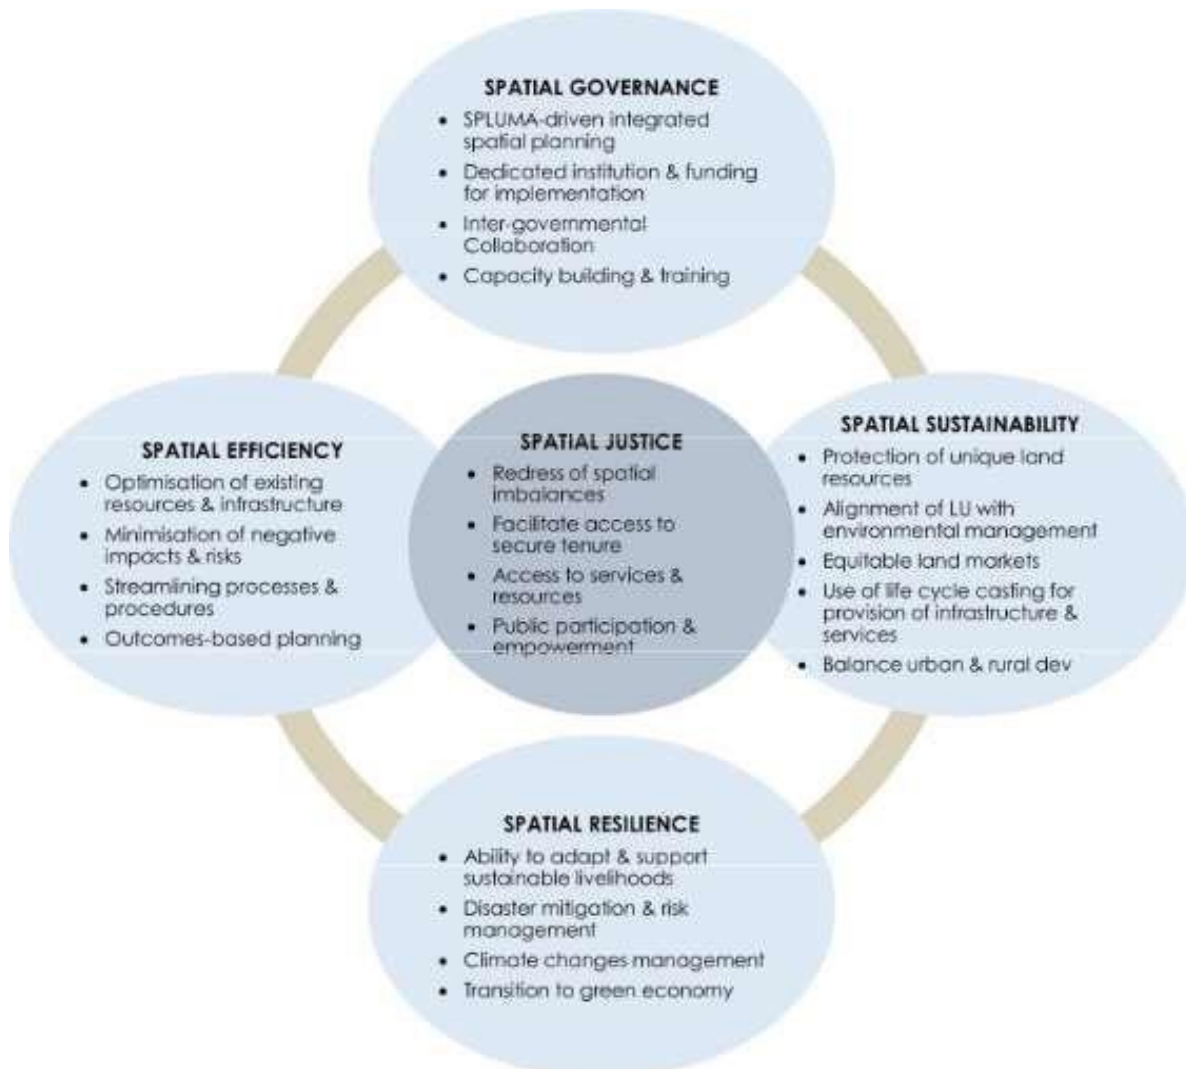 SPATIAL GOVERNANCE
• SPLUMA-driven integrated
spatial planning
• Dedicated institution & funding
for implementation
• Inter-governmental
Collaboration
• Capacity building & training
SPATIAL EFFICIENCY
• Optimisation of existing
resources & infrastructure
• Minimisation of negative
impacts & risks
• Streamlining processes &
procedures
• Outcomes-based planning
SPATIAL JUSTICE
• Redress of spatial
imbalances
• Facilitate access to
secure tenure
• Access to services &
resources
• Public participation &
empowerment
SPATIAL SUSTAINABILITY
• Protection of unique land
resources
• Alignment of LU with
environmental management
• Equitable land markets
• Use of life cycle casting for
provision of infrastructure &
services
• Balance urban & rural dev
SPATIAL RESILIENCE
• Ability to adapt & support
sustainable livelihoods
• Disaster mitigation & risk
management
• Climate changes management
• Transition to green economy